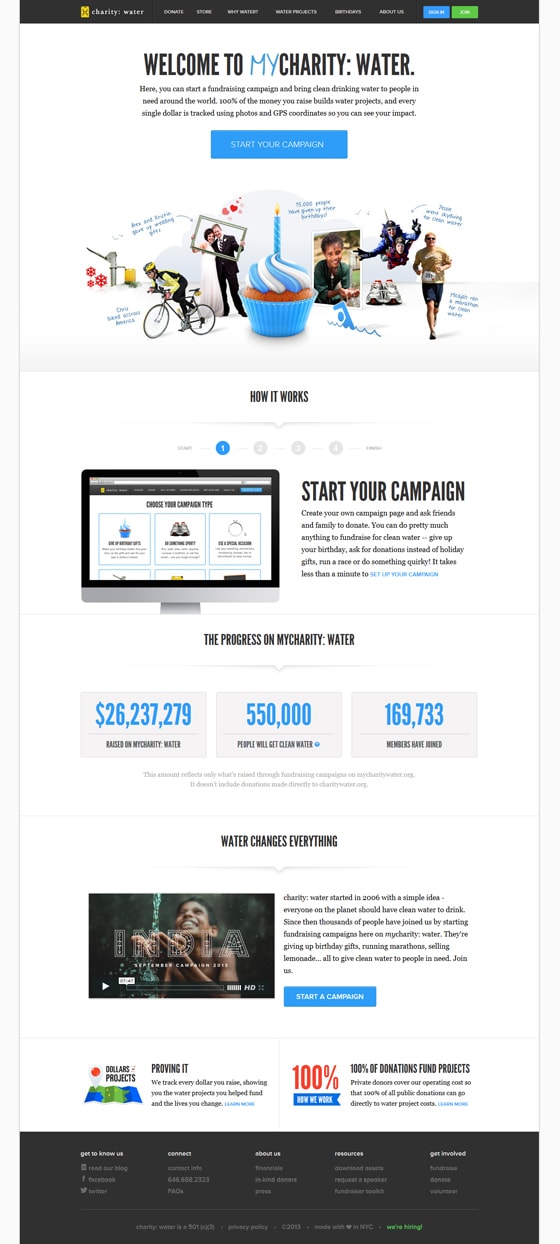 charity: water DONATE STORE WHY WATER? WATER PROJECTS BIRTHDAYS ABOUT US SIGN IN JOIN
WELCOME TO MYCHARITY: WATER.
Here, you can start a fundraising campaign and bring clean drinking water to people in
need around the world. 100% of the money you raise builds water projects, and every
single dollar is tracked using photos and GPS coordinates so you can see your impact.
START YOUR CAMPAIGN
Alex and Kristin
gave up wedding
gifts
75,000 people
have given up their
birthdays!
Jessie
went skydiving
for clean water
Chris
biked across
America
Megan ran
a marathon
for clean
water
HOW IT WORKS
START 1 2 3 4 FINISH
charity: water
CHOOSE YOUR CAMPAIGN TYPE
GIVE UP BIRTHDAY GIFTS DO SOMETHING SPORTY USE A SPECIAL OCCASION
START YOUR CAMPAIGN
Create your own campaign page and ask friends
and family to donate. You can do pretty much
anything to fundraise for clean water -- give up
your birthday, ask for donations instead of holiday
gifts, run a race or do something quirky! It takes
less than a minute to SET UP YOUR CAMPAIGN
THE PROGRESS ON MYCHARITY: WATER
$26,237,279 550,000 169,733
RAISED ON MYCHARITY: WATER PEOPLE WILL GET CLEAN WATER ? MEMBERS HAVE JOINED
This amount reflects only what's raised through fundraising campaigns on mycharitywater.org.
It doesn't include donations made directly to charitywater.org.
WATER CHANGES EVERYTHING
INDIA
SEPTEMBER CAMPAIGN 2013
07:47
HD
charity: water started in 2006 with a simple idea -
everyone on the planet should have clean water to drink.
Since then thousands of people have joined us by starting
fundraising campaigns here on mycharity: water. They're
giving up birthday gifts, running marathons, selling
lemonade... all to give clean water to people in need. Join
us.
START A CAMPAIGN
DOLLARS
PROJECTS
PROVING IT
We track every dollar you raise, showing
you the water projects you helped fund
and the lives you change. LEARN MORE
100%
HOW WE WORK
100% OF DONATIONS FUND PROJECTS
Private donors cover our operating cost so
that 100% of all public donations can go
directly to water project costs. LEARN MORE
get to know us connect about us resources get involved
read our blog contact info financials download assets fundraise
facebook 646.688.2323 in-kind donors request a speaker donate
twitter FAQs press fundraiser toolkit volunteer
charity: water is a 501 (c)(3) • privacy policy • ©2013 • made with ❤ in NYC • we're hiring!